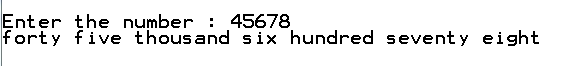 Enter the number : 45678
forty five thousand six hundred seventy eight